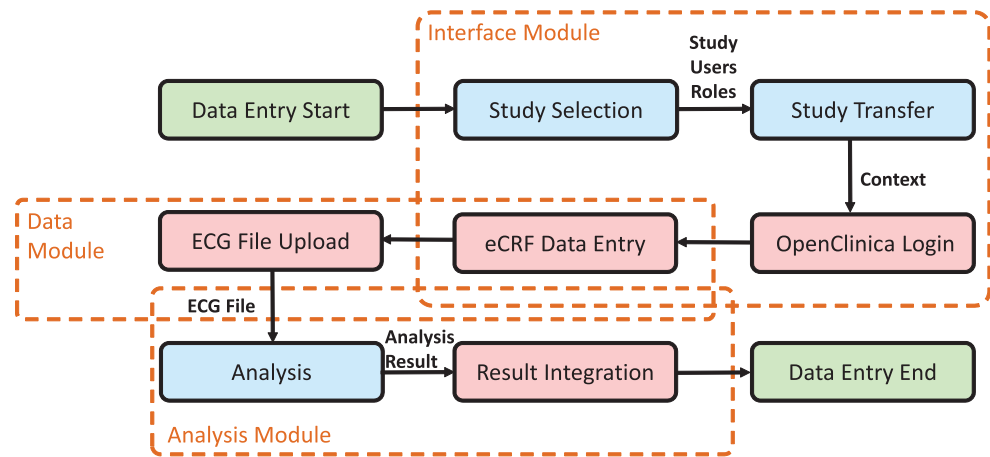 Interface Module
Study
Users
Roles
Data Entry Start
Study Selection
Study Transfer
Context
Data
Module
ECG File Upload
eCRF Data Entry
OpenClinica Login
ECG File
Analysis
Result
Analysis
Result Integration
Data Entry End
Analysis Module